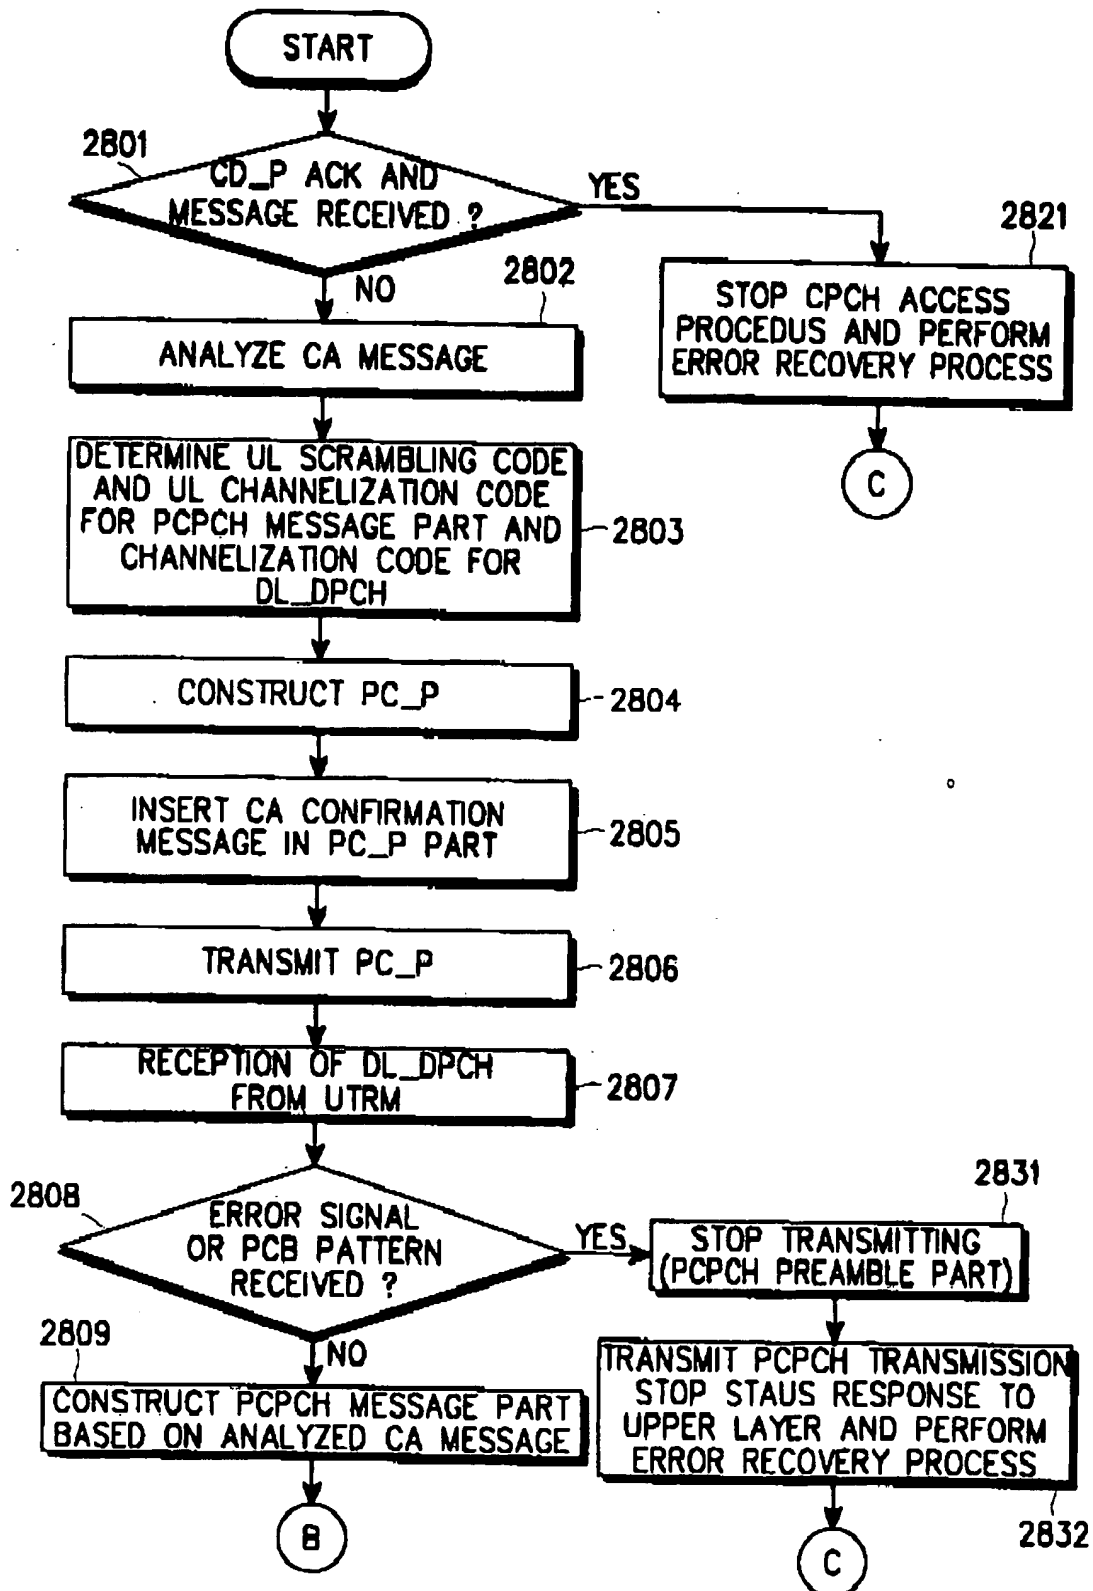 START
2801
CD_P ACK AND
MESSAGE RECEIVED ?
YES
NO
2821
STOP CPCH ACCESS
PROCEDUS AND PERFORM
ERROR RECOVERY PROCESS
C
2802
ANALYZE CA MESSAGE
DETERMINE UL SCRAMBLING CODE
AND UL CHANNELIZATION CODE
FOR PCPCH MESSAGE PART AND
CHANNELIZATION CODE FOR
DL_DPCH
2803
CONSTRUCT PC_P
2804
INSERT CA CONFIRMATION
MESSAGE IN PC_P PART
2805
TRANSMIT PC_P
2806
RECEPTION OF DL_DPCH
FROM UTRM
2807
2808
ERROR SIGNAL
OR PCB PATTERN
RECEIVED ?
YES
NO
2831
STOP TRANSMITTING
(PCPCH PREAMBLE PART)
TRANSMIT PCPCH TRANSMISSION
STOP STAUS RESPONSE TO
UPPER LAYER AND PERFORM
ERROR RECOVERY PROCESS
2832
C
2809
CONSTRUCT PCPCH MESSAGE PART
BASED ON ANALYZED CA MESSAGE
B